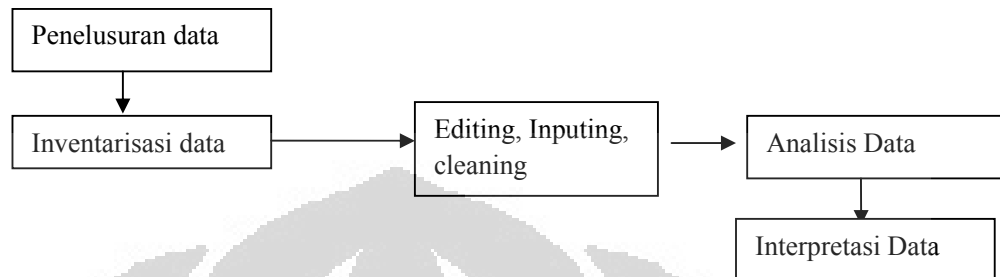 Penelusuran data
Inventarisasi data
Editing, Inputing,
cleaning
Analisis Data
Interpretasi Data